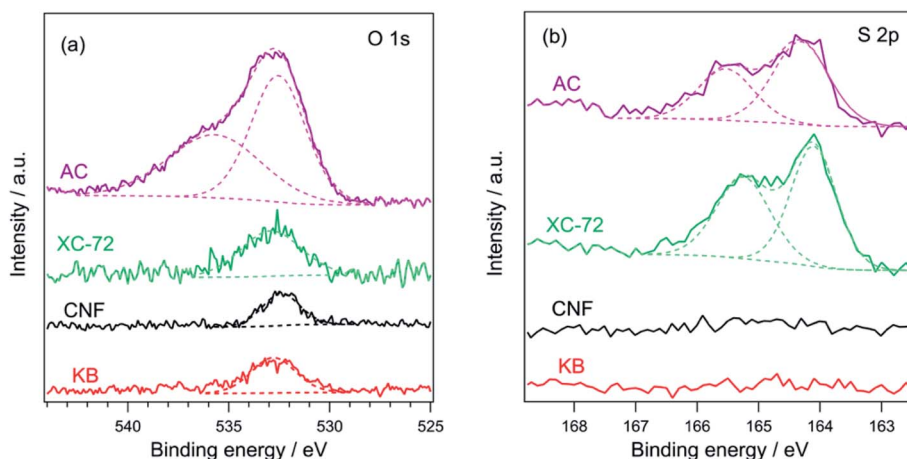 (a)
O 1s
AC
XC-72
CNF
KB
Intensity / a.u.
540
535
530
525
Binding energy / eV
(b)
S 2p
AC
XC-72
CNF
KB
Intensity / a.u.
168
167
166
165
164
163
Binding energy / eV